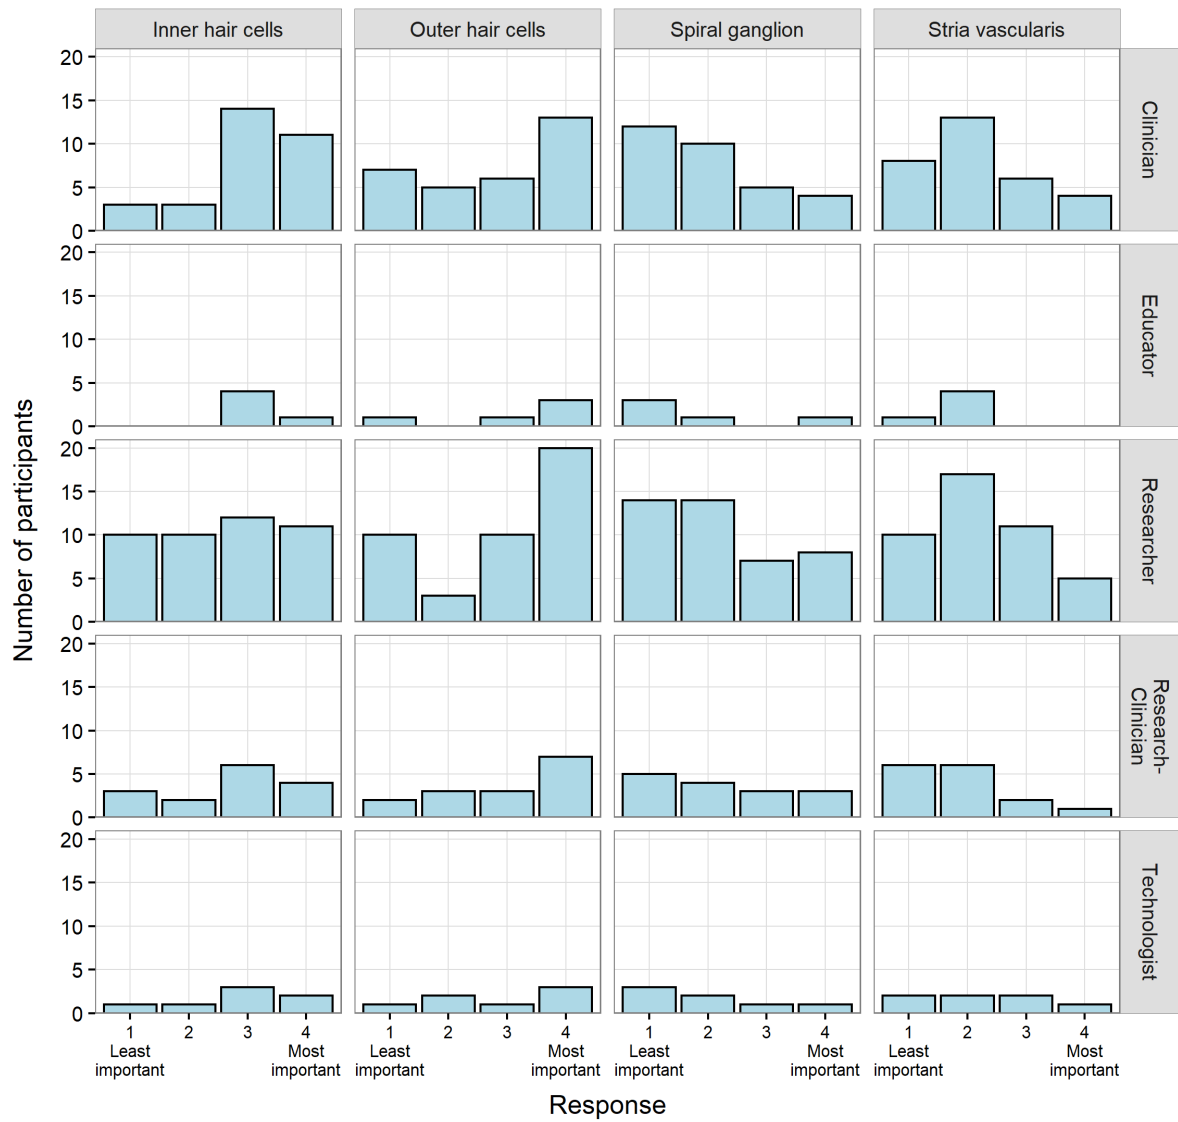 Inner hair cells
Outer hair cells
Spiral ganglion
Stria vascularis
Number of participants
20
15
10
5
0
Clinician
20
15
10
5
0
Educator
20
15
10
5
0
Researcher
20
15
10
5
0
Research-
Clinician
20
15
10
5
0
Technologist
1 2 3 4
Least important Most important
1 2 3 4
Least important Most important
1 2 3 4
Least important Most important
1 2 3 4
Least important Most important
Response